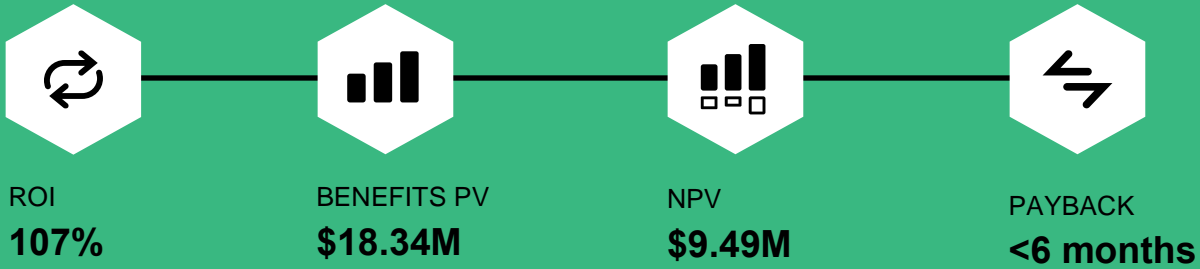 ROI
107%
BENEFITS PV
$18.34M
NPV
$9.49M
PAYBACK
<6 months